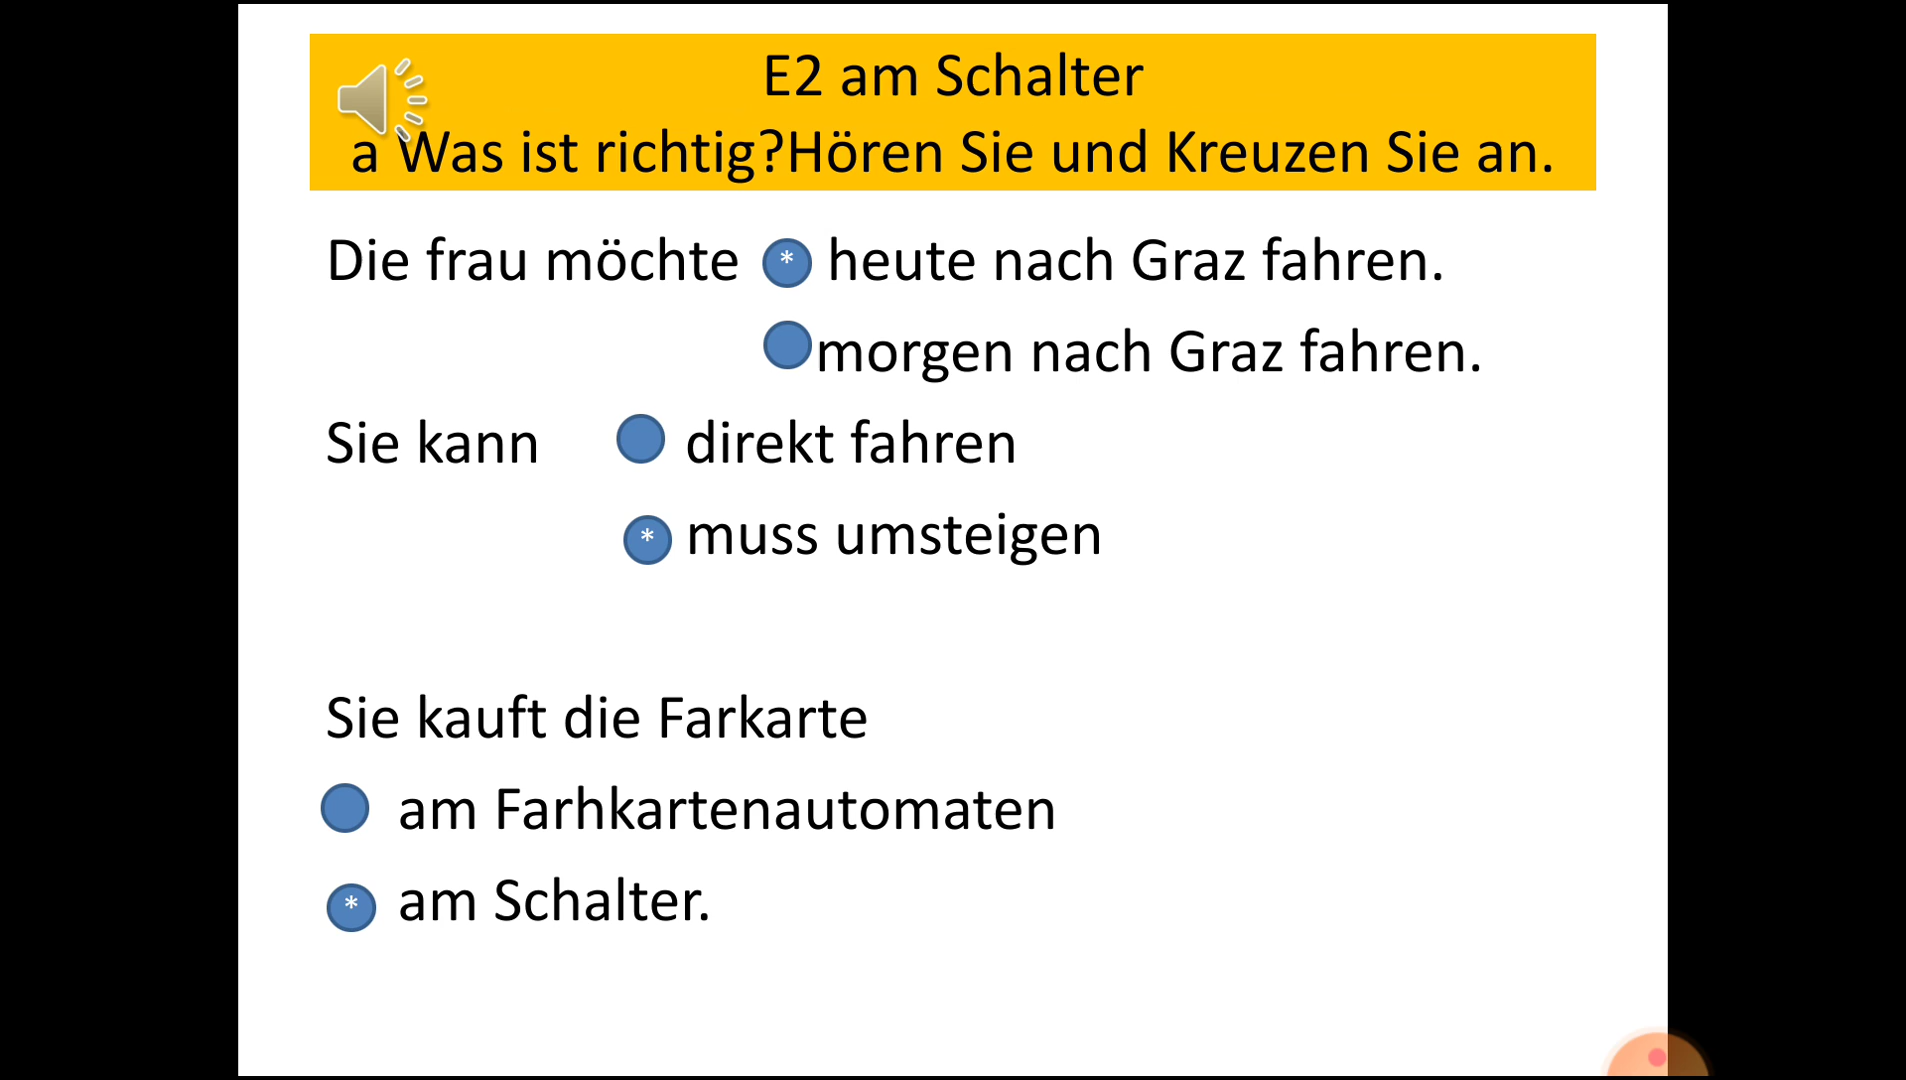 E2 am Schalter
a Was ist richtig?Hören Sie und Kreuzen Sie an.
Die frau möchte * heute nach Graz fahren.
morgen nach Graz fahren.
Sie kann direkt fahren
* muss umsteigen
Sie kauft die Farkarte
am Farhkartenautomaten
* am Schalter.